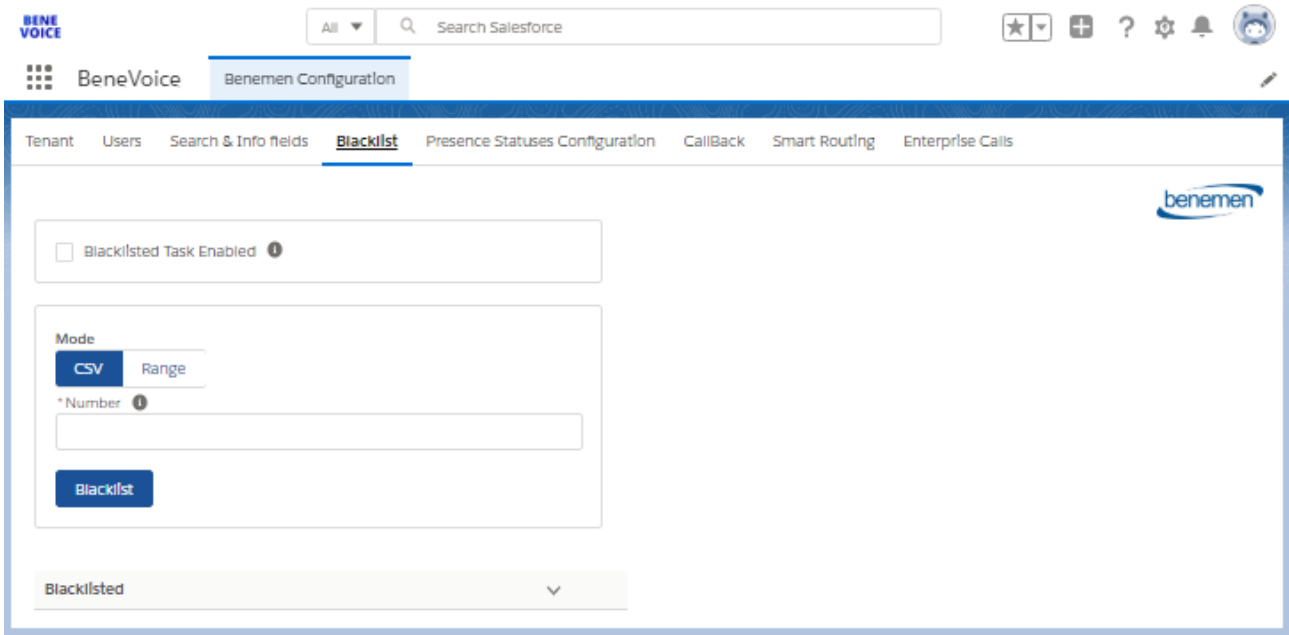 BENE
VOICE
All
Search Salesforce
BeneVoice
Benemen Configuration
Tenant Users Search & Info fields Blacklist Presence Statuses Configuration CallBack Smart Routing Enterprise Calls
benemen
Blacklisted Task Enabled
Mode
CSV Range
*Number
Blacklist
Blacklisted